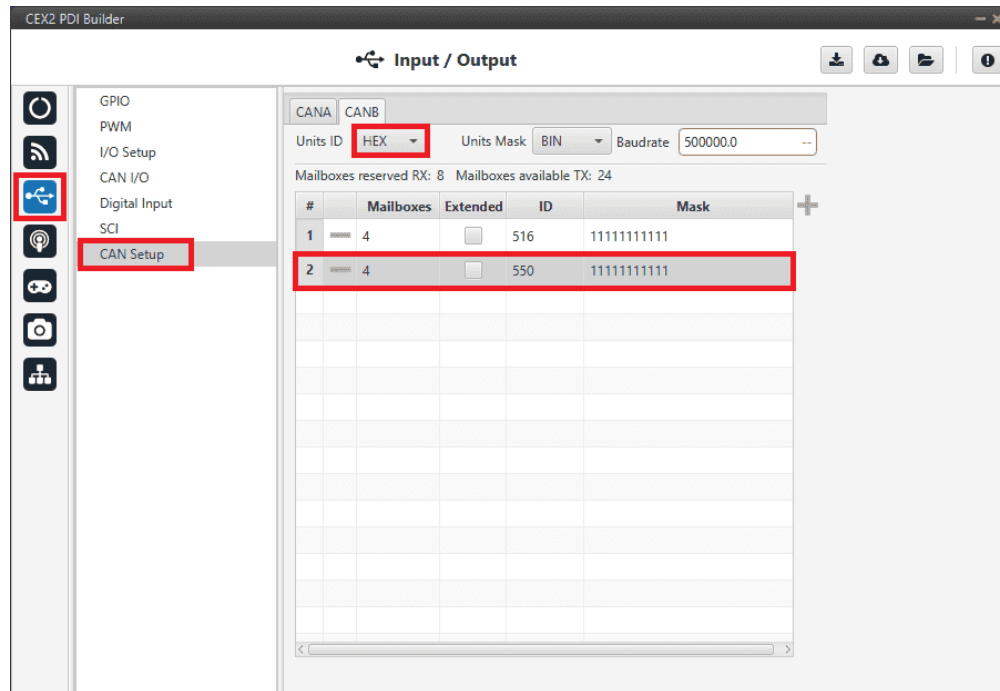 CEX2 PDI Builder
Input / Output
GPIO
PWM
I/O Setup
CAN I/O
Digital Input
SCI
CAN Setup
CANA CANB
Units ID HEX Units Mask BIN Baudrate 500000.0 --
Mailboxes reserved RX: 8 Mailboxes available TX: 24
# Mailboxes Extended ID Mask
1 4 516 11111111111
2 4 550 11111111111